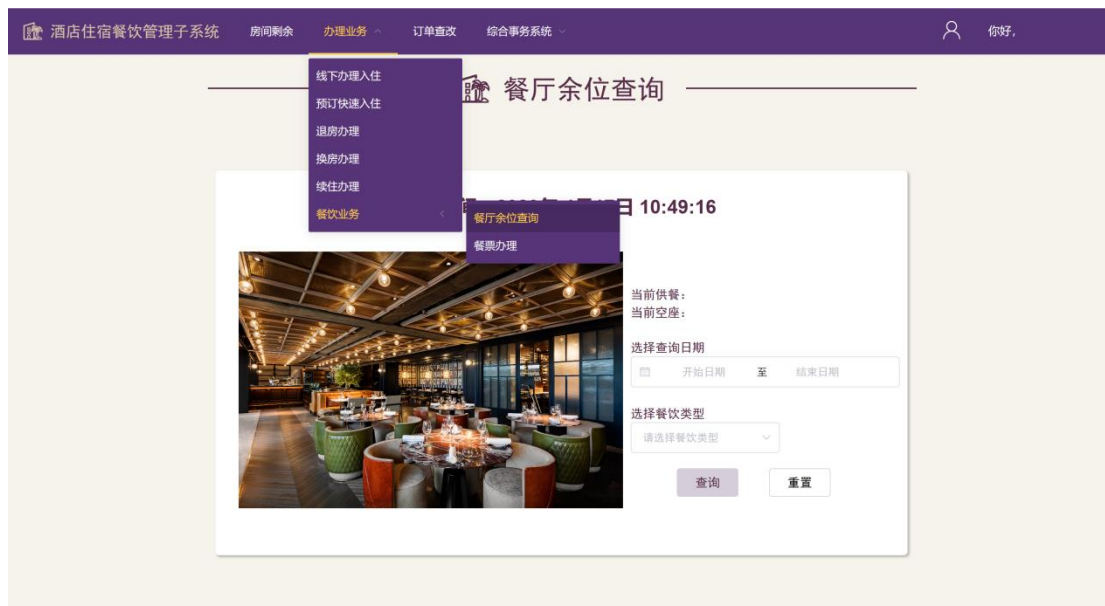 酒店住宿餐饮管理子系统 房间剩余 办理业务 订单查改 综合事务系统 你好,
线下办理入住
餐厅余位查询
预订快速入住
退房办理
换房办理
续住办理
餐饮业务
日 10:49:16
餐厅余位查询
餐票办理
当前供餐:
当前空座:
选择查询日期
开始日期 至 结束日期
选择餐饮类型
请选择餐饮类型
查询 重置